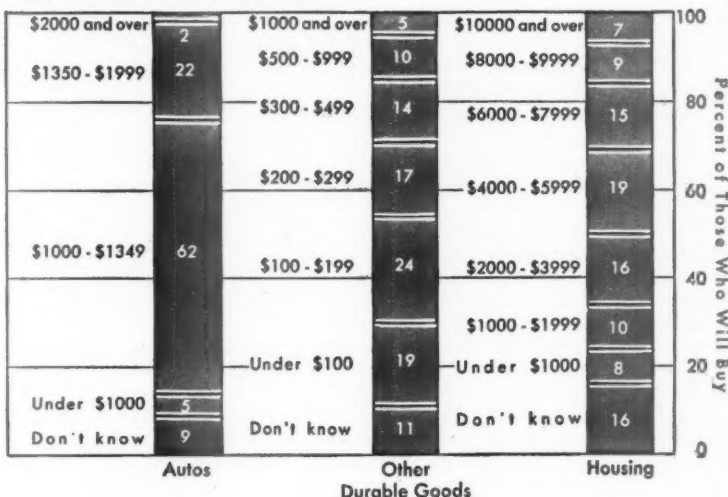 $2000 and over 2 $1000 and over 5 $10000 and over 7 100
$1350 - $1999 22 $500 - $999 10 $8000 - $9999 9
$300 - $499 14 $6000 - $7999 15 80
$200 - $299 17 $4000 - $5999 19 60
$1000 - $1349 62 $100 - $199 24 $2000 - $3999 16 40
$1000 - $1999 10
Under $100 19 Under $1000 8 20
Under $1000 5
Don't know 9 Don't know 11 Don't know 16 0
Percent of Those Who Will Buy
Autos Other Housing
Durable Goods